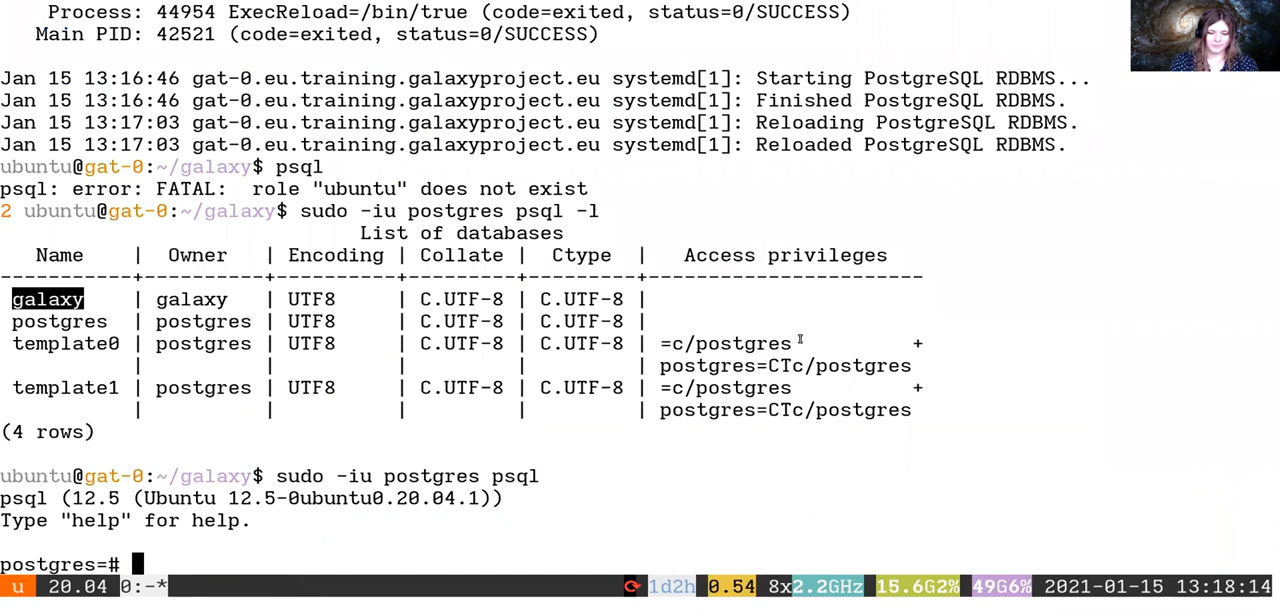 Process: 44954 ExecReload=/bin/true (code=exited, status=0/SUCCESS)
Main PID: 42521 (code=exited, status=0/SUCCESS)
Jan 15 13:16:46 gat-0.eu.training.galaxyproject.eu systemd[1]: Starting PostgreSQL RDBMS...
Jan 15 13:16:46 gat-0.eu.training.galaxyproject.eu systemd[1]: Finished PostgreSQL RDBMS.
Jan 15 13:17:03 gat-0.eu.training.galaxyproject.eu systemd[1]: Reloading PostgreSQL RDBMS.
Jan 15 13:17:03 gat-0.eu.training.galaxyproject.eu systemd[1]: Reloaded PostgreSQL RDBMS.
ubuntu@gat-0:~/galaxy$ psql
psql: error: FATAL:  role "ubuntu" does not exist
2 ubuntu@gat-0:~/galaxy$ sudo -iu postgres psql -l
List of databases
Name | Owner | Encoding | Collate | Ctype | Access privileges
-----------+----------+----------+---------+---------+-----------------------
galaxy | galaxy | UTF8 | C.UTF-8 | C.UTF-8 |
postgres | postgres | UTF8 | C.UTF-8 | C.UTF-8 |
template0 | postgres | UTF8 | C.UTF-8 | C.UTF-8 | =c/postgres +
| | | | | postgres=CTc/postgres
template1 | postgres | UTF8 | C.UTF-8 | C.UTF-8 | =c/postgres +
| | | | | postgres=CTc/postgres
(4 rows)
ubuntu@gat-0:~/galaxy$ sudo -iu postgres psql
psql (12.5 (Ubuntu 12.5-0ubuntu0.20.04.1))
Type "help" for help.
postgres=#
u 20.04 0:-* 1d2h 0.54 8x2.2GHz 15.6G2% 49G6% 2021-01-15 13:18:14